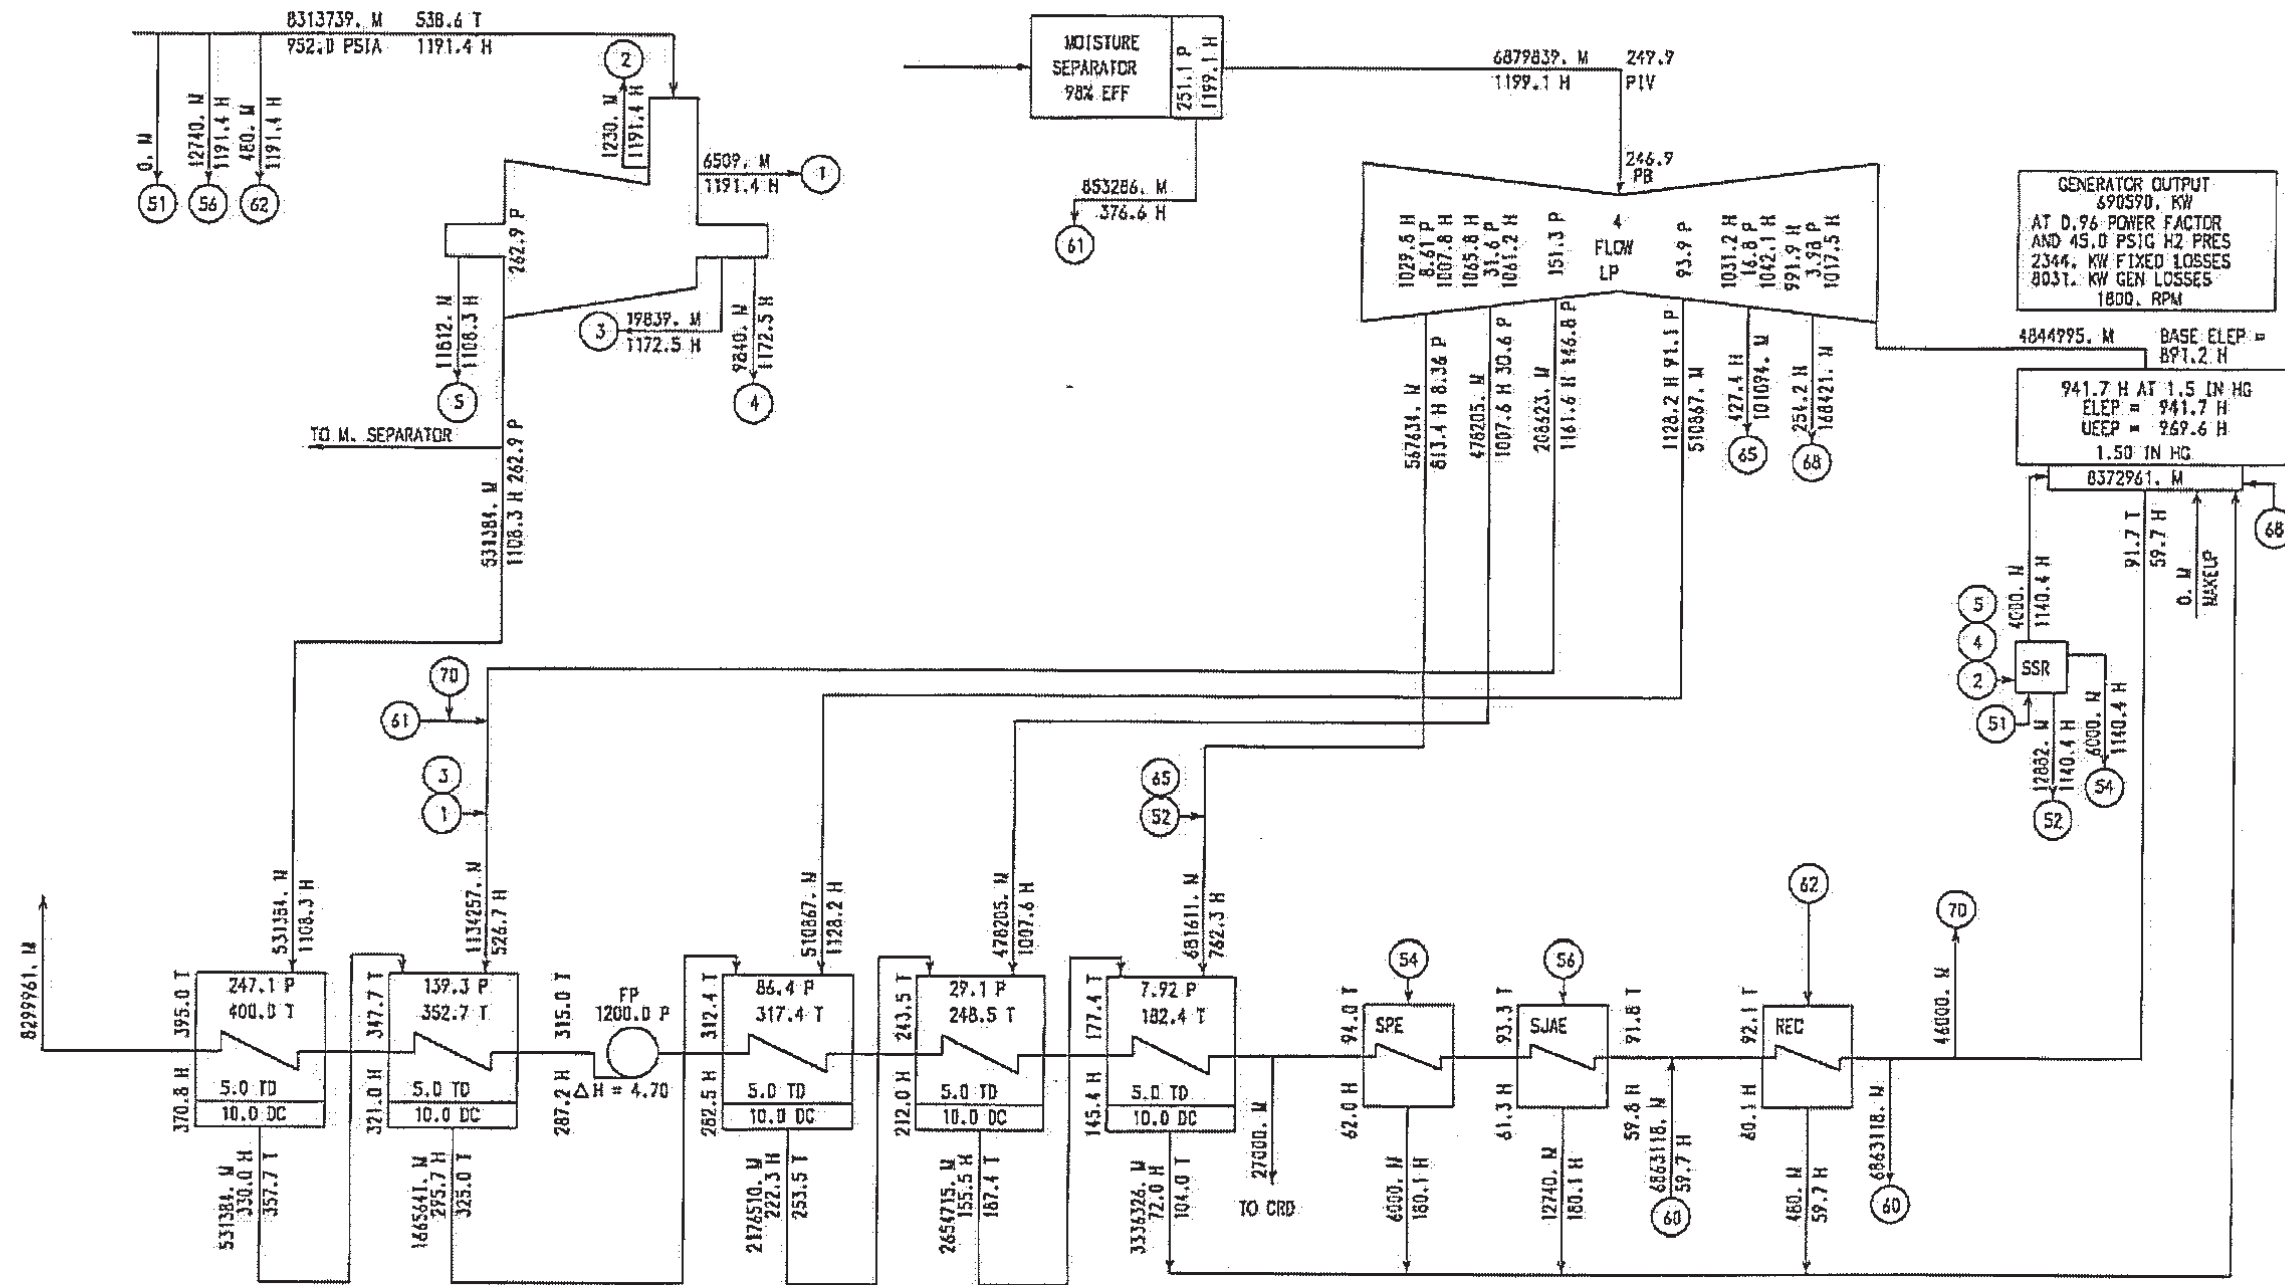 8313739. M 538.6 T
952.0 PSIA 1191.4 H
0. M
12740. M
1191.4 H
480. M
1191.4 H
51
56
62
2
1230. M
1191.4 H
6509. M
1191.4 H
1
262.9 P
11812. M
1108.3 H
5
19839. M
1172.5 H
3
9840. M
1172.5 H
4
TO M. SEPARATOR
531384. M
1108.3 H 262.9 P
MOISTURE
SEPARATOR
98% EFF
251.1 P
1199.1 H
853286. M
376.6 H
61
6879839. M
1199.1 H
249.9
PIV
246.9
PB
1029.8 H
8.61 P
1007.8 H
1065.8 H
31.6 P
1061.2 H
151.3 P
4
FLOW
LP
93.9 P
1031.2 H
16.8 P
1042.1 H
991.9 H
3.98 P
1017.5 H
567634. M
813.4 H 8.36 P
478205. M
1007.6 H 30.6 P
208623. M
1161.6 H 146.8 P
1128.2 H 91.1 P
510867. M
427.4 H
101094. M
65
254.2 H
168421. M
68
GENERATOR OUTPUT
690590. KW
AT 0.96 POWER FACTOR
AND 45.0 PSIG H2 PRES
2344. KW FIXED LOSSES
8031. KW GEN LOSSES
1800. RPM
4844995. M
BASE ELEP =
891.2 H
941.7 H AT 1.5 IN HG
ELEP = 941.7 H
UEEP = 969.6 H
1.50 IN HG
8372961. M
68
91.7 T
59.7 H
0. M
MAKEUP
4000. M
1140.4 H
5
4
2
51
SSR
12882. M
1140.4 H
52
6000. M
1140.4 H
54
70
61
3
1
65
52
8299961. M
531384. M
1108.3 H
395.0 T
370.8 H
247.1 P
400.0 T
5.0 TD
10.0 DC
531384. M
330.0 H
357.7 T
1134257. M
526.7 H
347.7 T
321.0 H
139.3 P
352.7 T
5.0 TD
10.0 DC
1665641. M
295.7 H
325.0 T
315.0 T
287.2 H
FP
1200.0 P
ΔH = 4.70
510867. M
1128.2 H
312.4 T
282.5 H
86.4 P
317.4 T
5.0 TD
10.0 DC
2176510. M
222.3 H
253.5 T
478205. M
1007.6 H
243.5 T
212.0 H
29.1 P
248.5 T
5.0 TD
10.0 DC
2654715. M
155.5 H
187.4 T
681611. M
762.3 H
177.4 T
145.4 H
7.92 P
182.4 T
5.0 TD
10.0 DC
3336326. M
72.0 H
104.0 T
27000. M
TO CRD
54
94.0 T
62.0 H
SPE
6000. M
180.1 H
56
93.3 T
61.3 H
SJAE
12740. M
180.1 H
91.8 T
59.8 H
6863118. M
59.7 H
60
62
92.1 T
60.1 H
REC
480. M
59.7 H
6863118. M
60
46000. M
70